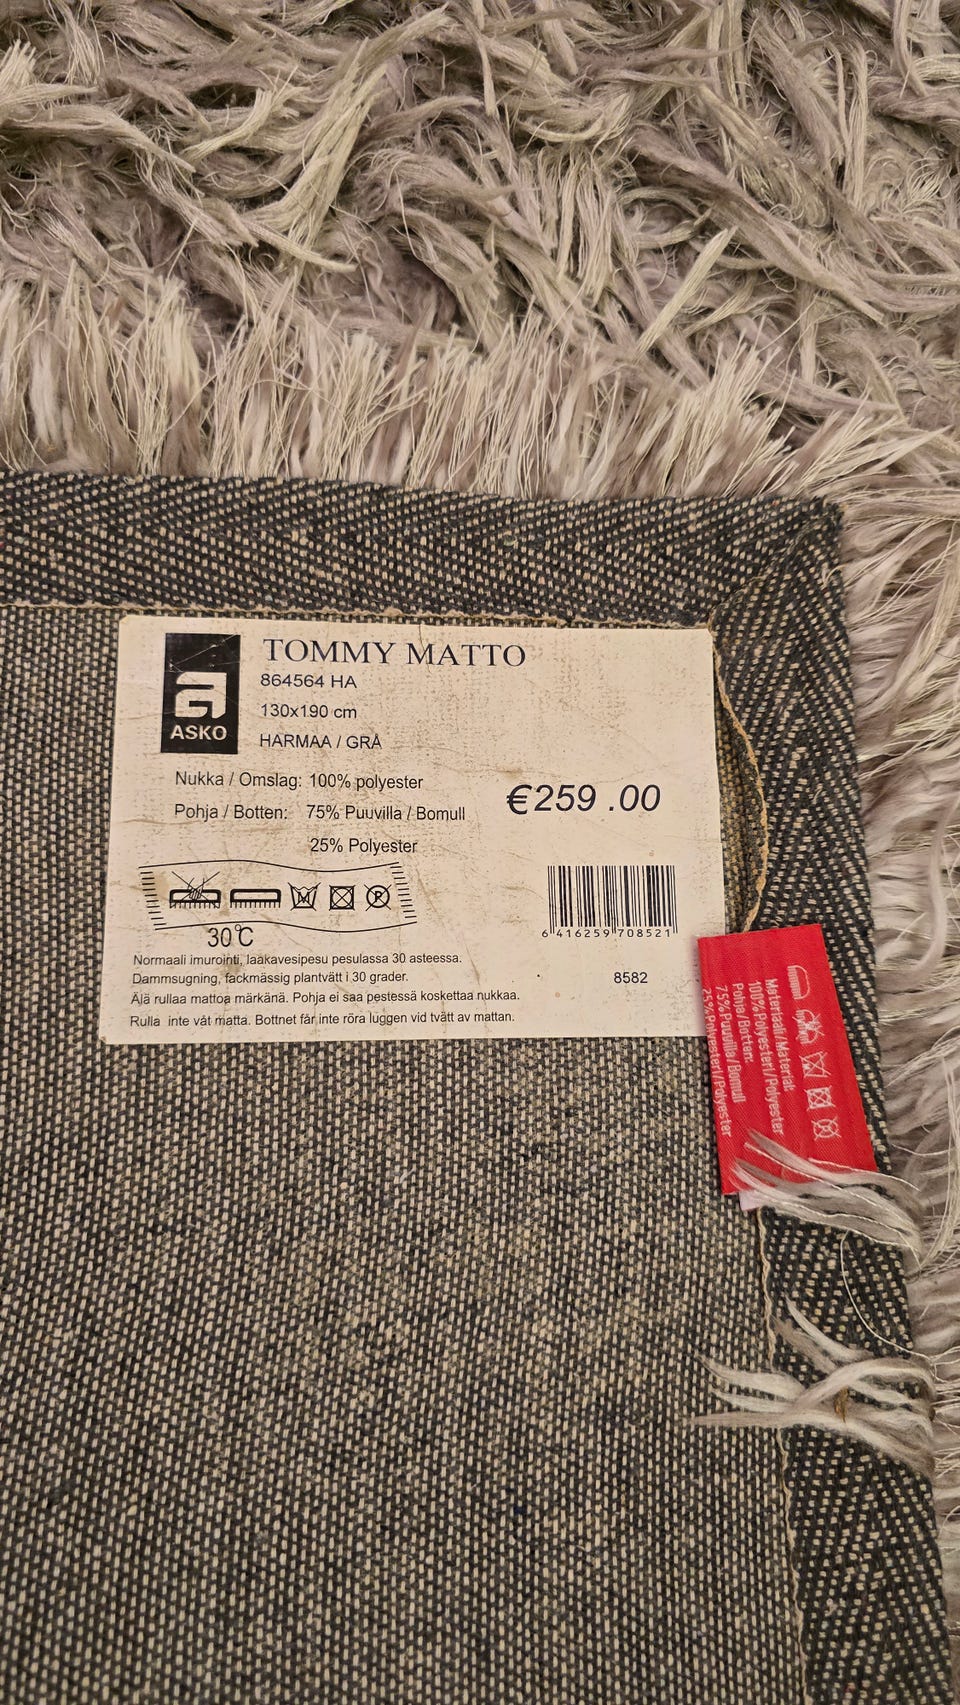 TOMMY MATTO
864564 HA
130x190 cm
HARMAA / GRÅ
ASKO
Nukka / Omslag: 100% polyester
Pohja / Botten: 75% Puuvilla / Bomull
25% Polyester
€259 .00
30°C
6 416259 708521
8582
Normaali imurointi, laakavesipesu pesulassa 30 asteessa.
Dammsugning, fackmässig plantvätt i 30 grader.
Älä rullaa mattoa märkänä. Pohja ei saa pestessä koskettaa nukkaa.
Rulla inte våt matta. Bottnet får inte röra luggen vid tvätt av mattan.
Materiaali/Material:
100%Polyesteri/Polyester
Pohja/Botten:
75%Puuvilla/Bomull
25%Polyesteri/Polyester